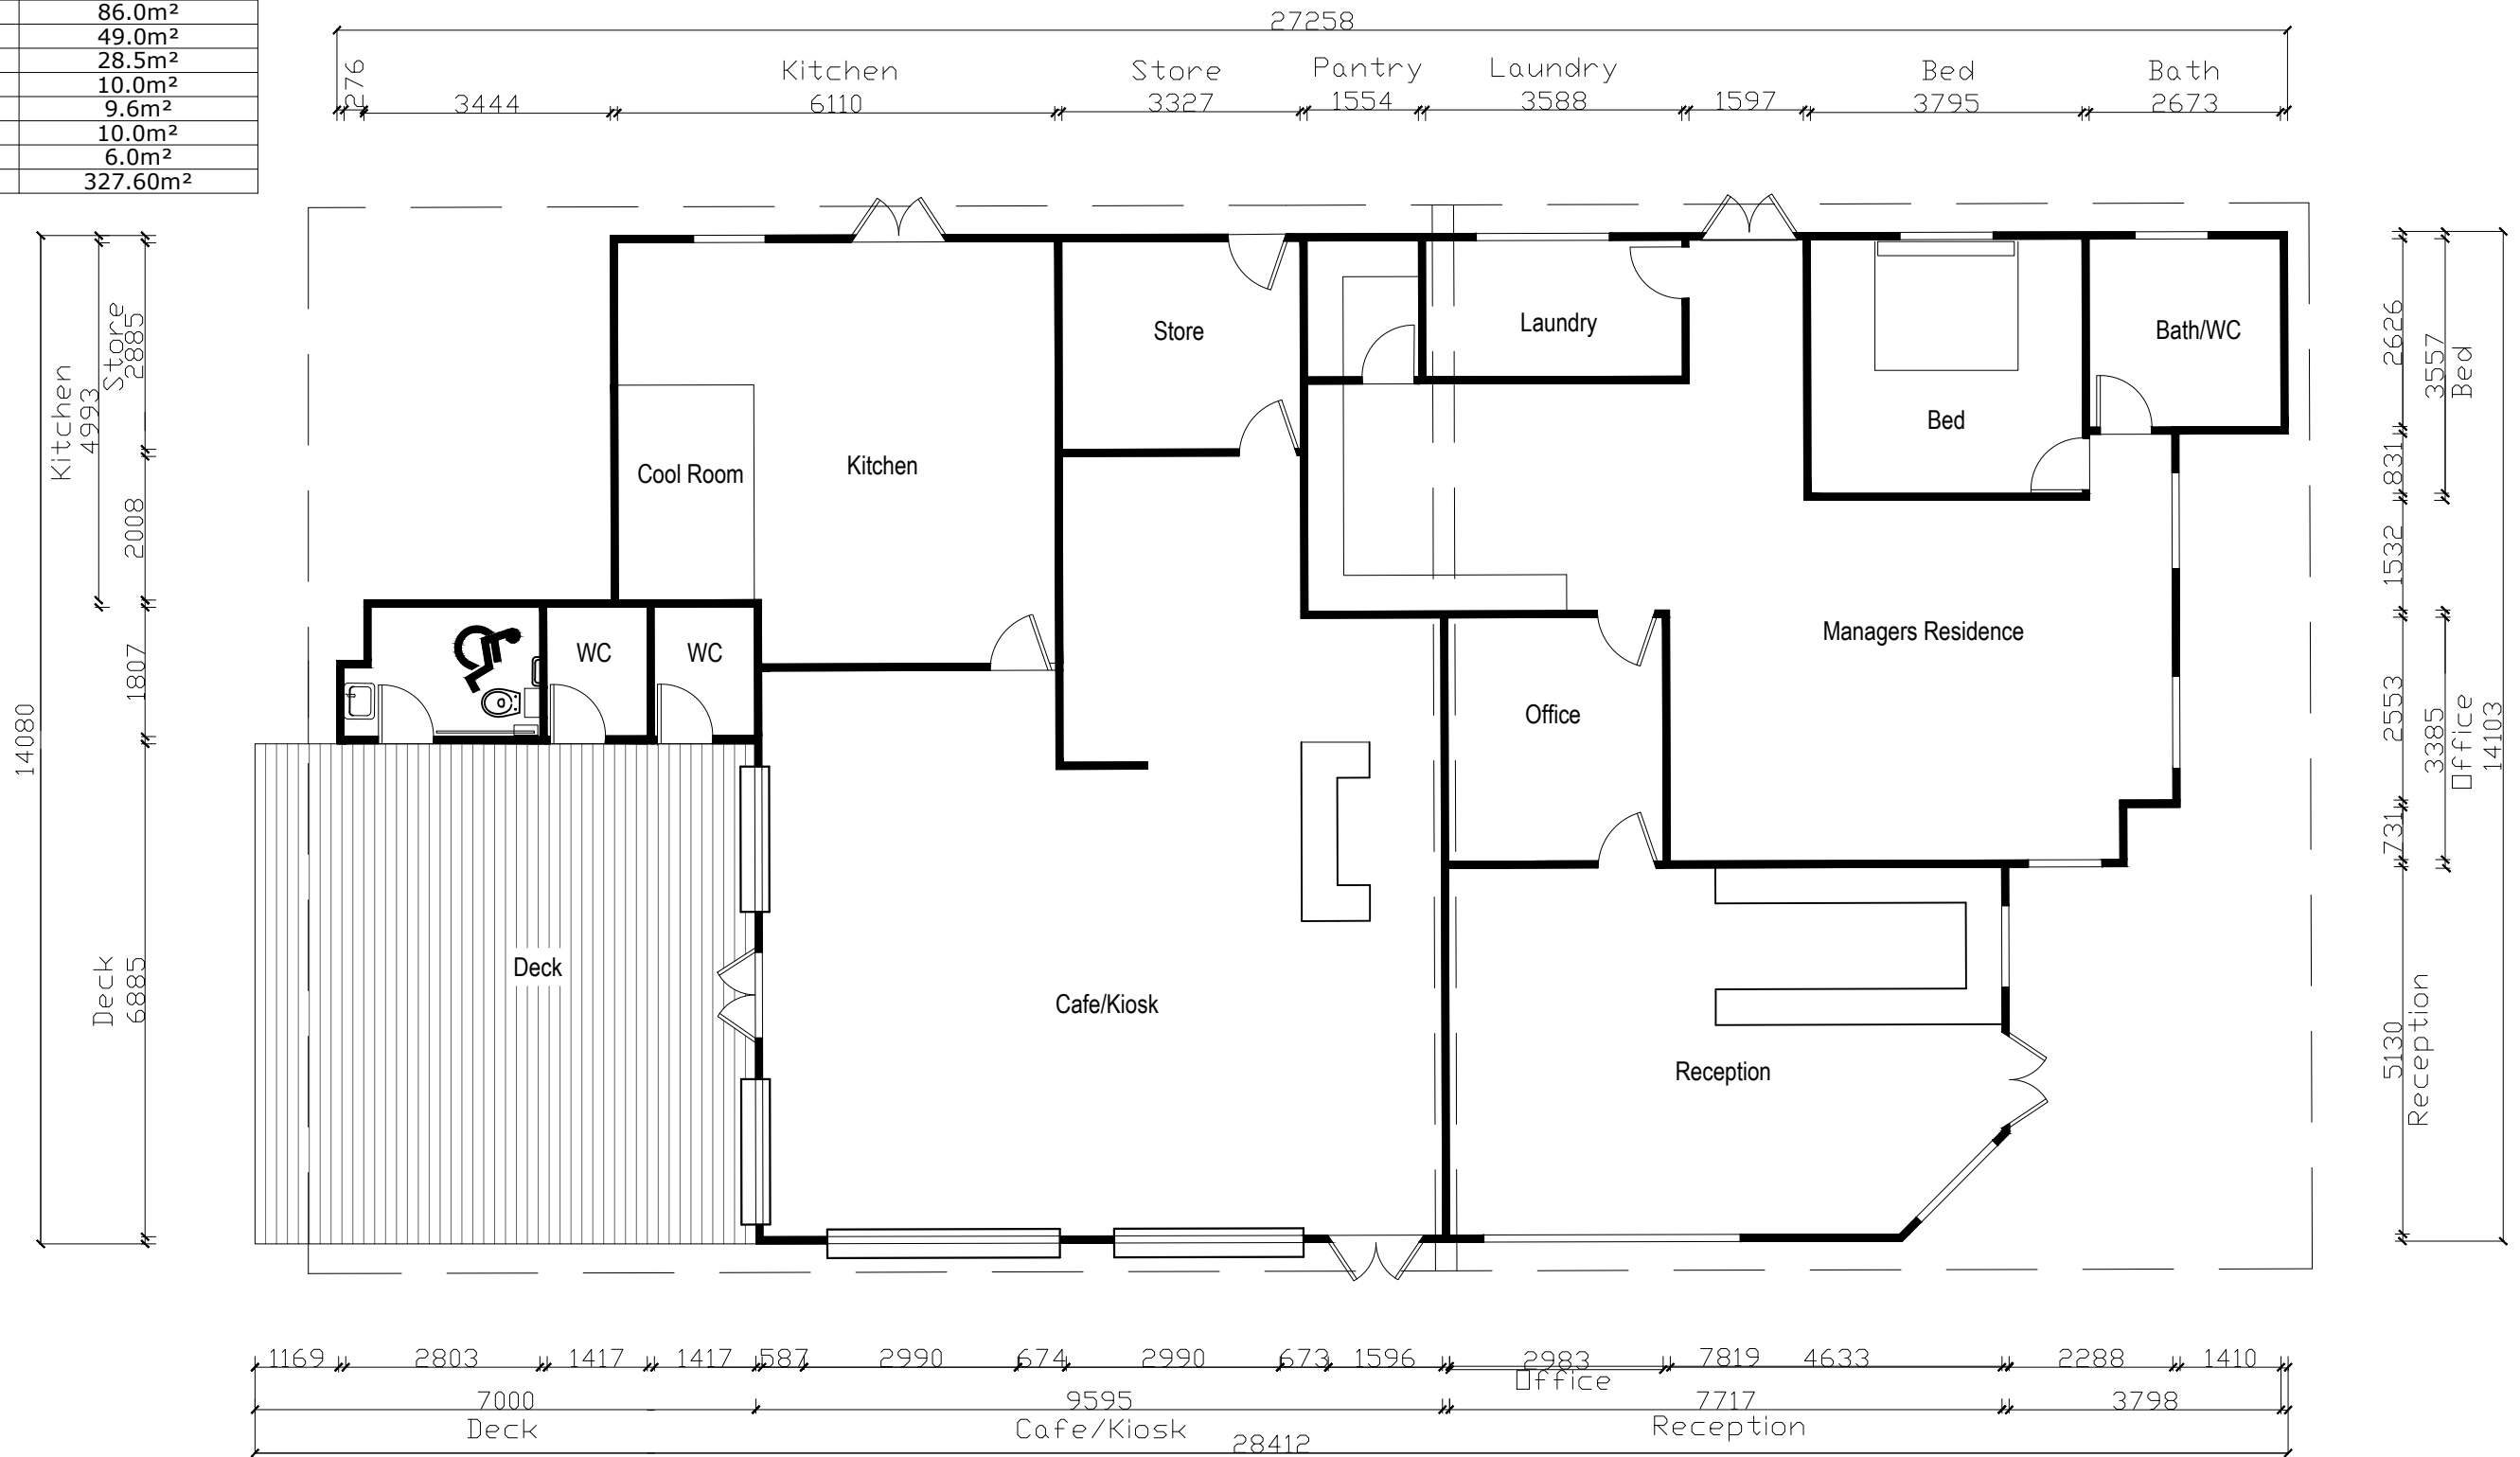 86.0m²
49.0m²
28.5m²
10.0m²
9.6m²
10.0m²
6.0m²
327.60m²
27258
276
3444
Kitchen
6110
Store
3327
Pantry
1554
Laundry
3588
1597
Bed
3795
Bath
2673
14080
Kitchen
4993
Store
2885
2008
1807
Deck
6885
Store
Laundry
Bath/WC
Bed
Cool Room
Kitchen
WC
WC
Managers Residence
Office
Deck
Cafe/Kiosk
Reception
2626
831
1532
2553
731
5130
Reception
3557
Bed
3385
Office
14103
1169
2803
1417
1417
587
2990
674
2990
673
1596
2983
Office
7819
4633
2288
1410
7000
Deck
9595
Cafe/Kiosk
7717
Reception
3798
28412